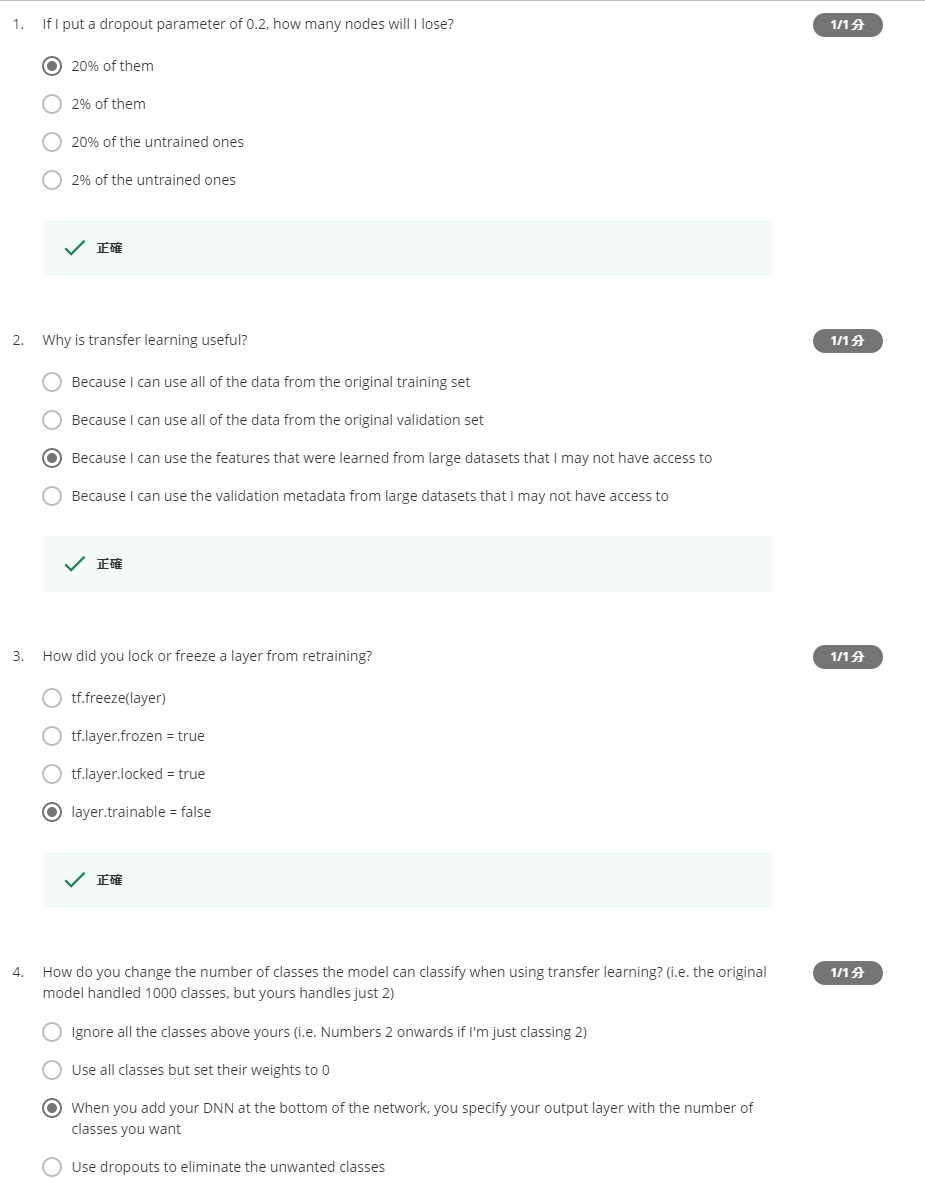 1. If I put a dropout parameter of 0.2, how many nodes will I lose?
1/1 分
20% of them
2% of them
20% of the untrained ones
2% of the untrained ones
正確
2. Why is transfer learning useful?
1/1 分
Because I can use all of the data from the original training set
Because I can use all of the data from the original validation set
Because I can use the features that were learned from large datasets that I may not have access to
Because I can use the validation metadata from large datasets that I may not have access to
正確
3. How did you lock or freeze a layer from retraining?
1/1 分
tf.freeze(layer)
tf.layer.frozen = true
tf.layer.locked = true
layer.trainable = false
正確
4. How do you change the number of classes the model can classify when using transfer learning? (i.e. the original
model handled 1000 classes, but yours handles just 2)
1/1 分
Ignore all the classes above yours (i.e. Numbers 2 onwards if I'm just classing 2)
Use all classes but set their weights to 0
When you add your DNN at the bottom of the network, you specify your output layer with the number of
classes you want
Use dropouts to eliminate the unwanted classes